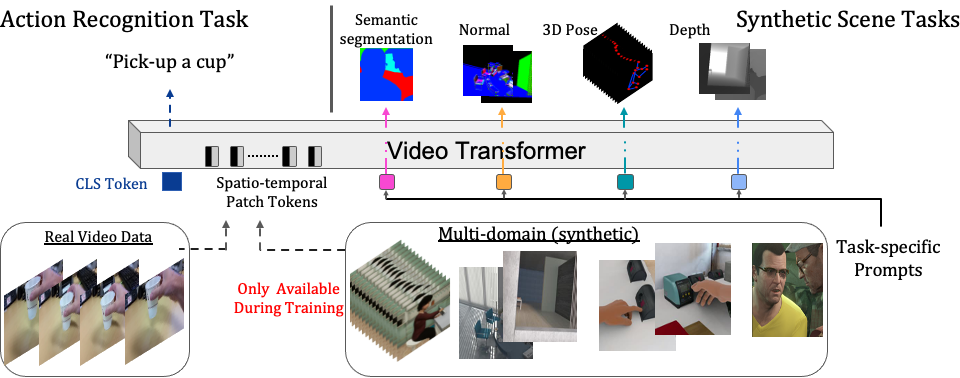 Action Recognition Task
Synthetic Scene Tasks
"Pick-up a cup"
Semantic
segmentation
Normal
3D Pose
Depth
Video Transformer
CLS Token
Spatio-temporal
Patch Tokens
Task-specific
Prompts
Real Video Data
Only Available
During Training
Multi-domain (synthetic)